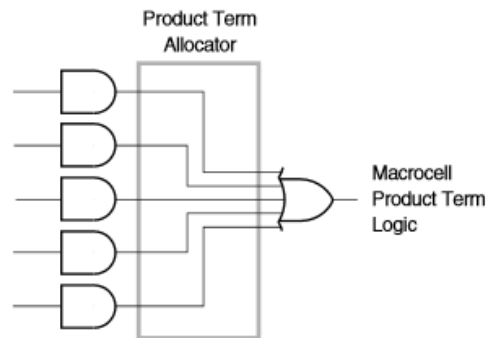 Product Term
Allocator
Macrocell
Product Term
Logic